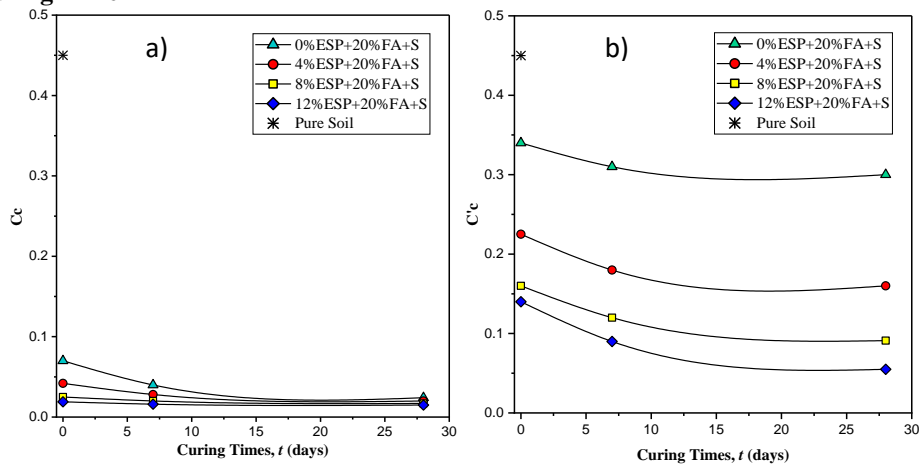 a)
0%ESP+20%FA+S
4%ESP+20%FA+S
8%ESP+20%FA+S
12%ESP+20%FA+S
Pure Soil
0.5
0.4
0.3
0.2
0.1
0.0
Cc
0 5 10 15 20 25 30
Curing Times, t (days)
b)
0%ESP+20%FA+S
4%ESP+20%FA+S
8%ESP+20%FA+S
12%ESP+20%FA+S
Pure Soil
0.5
0.4
0.3
0.2
0.1
0.0
C'c
0 5 10 15 20 25 30
Curing Times, t (days)